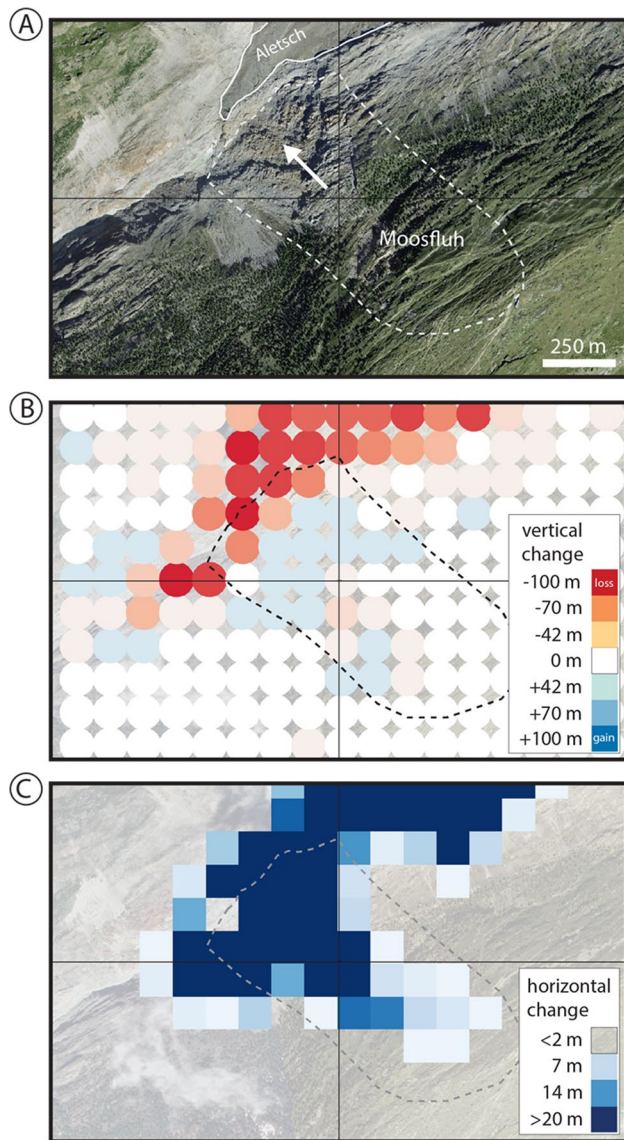 A
Aletsch
Moosfluh
250 m
B
vertical
change
-100 m loss
-70 m
-42 m
0 m
+42 m
+70 m
+100 m gain
C
horizontal
change
<2 m
7 m
14 m
>20 m